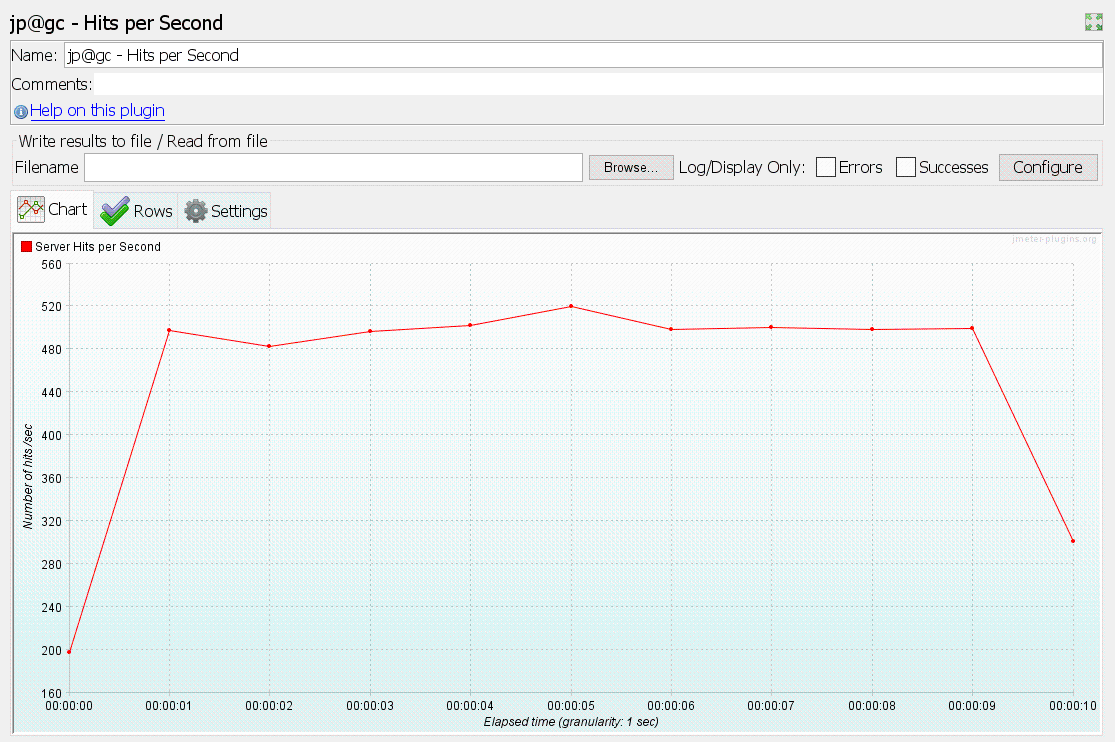 jp@gc - Hits per Second
Name: jp@gc - Hits per Second
Comments:
Help on this plugin
Write results to file / Read from file
Filename Browse... Log/Display Only: Errors Successes Configure
Chart Rows Settings
Server Hits per Second
jmeter-plugins.org
560
520
480
440
400
360
320
280
240
200
160
Number of hits /sec
00:00:00 00:00:01 00:00:02 00:00:03 00:00:04 00:00:05 00:00:06 00:00:07 00:00:08 00:00:09 00:00:10
Elapsed time (granularity: 1 sec)